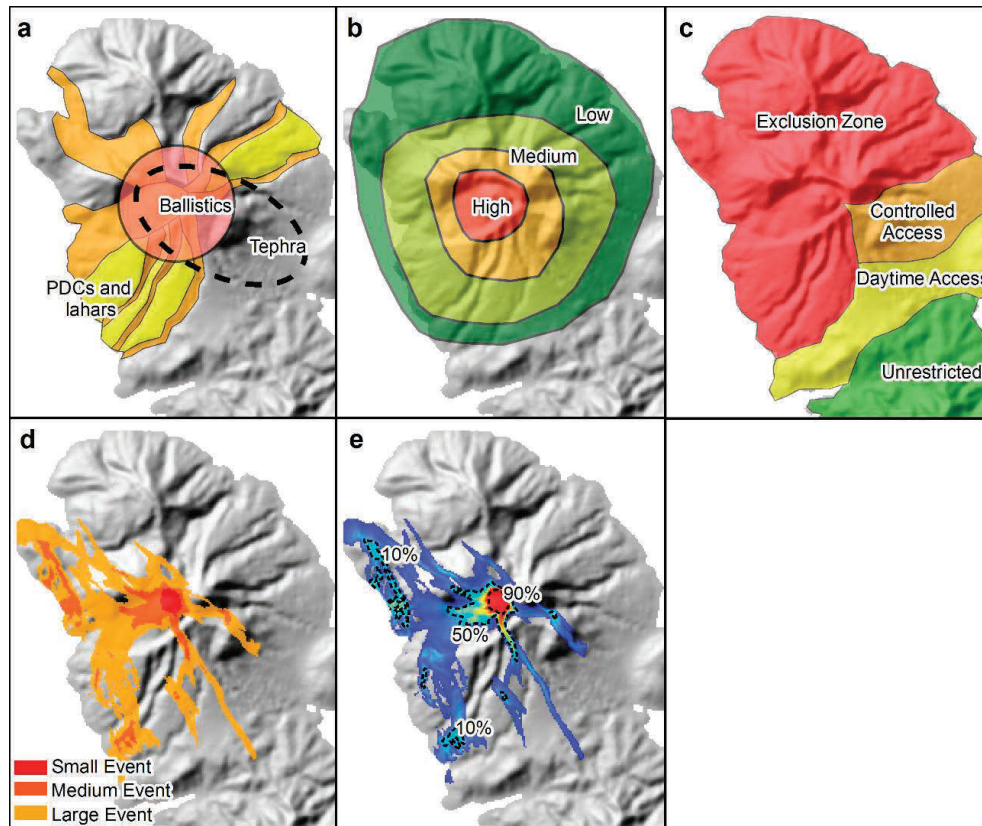 a
Ballistics
Tephra
PDCs and
lahars
b
Low
Medium
High
c
Exclusion Zone
Controlled
Access
Daytime Access
Unrestricted
d
Small Event
Medium Event
Large Event
e
10%
90%
50%
10%